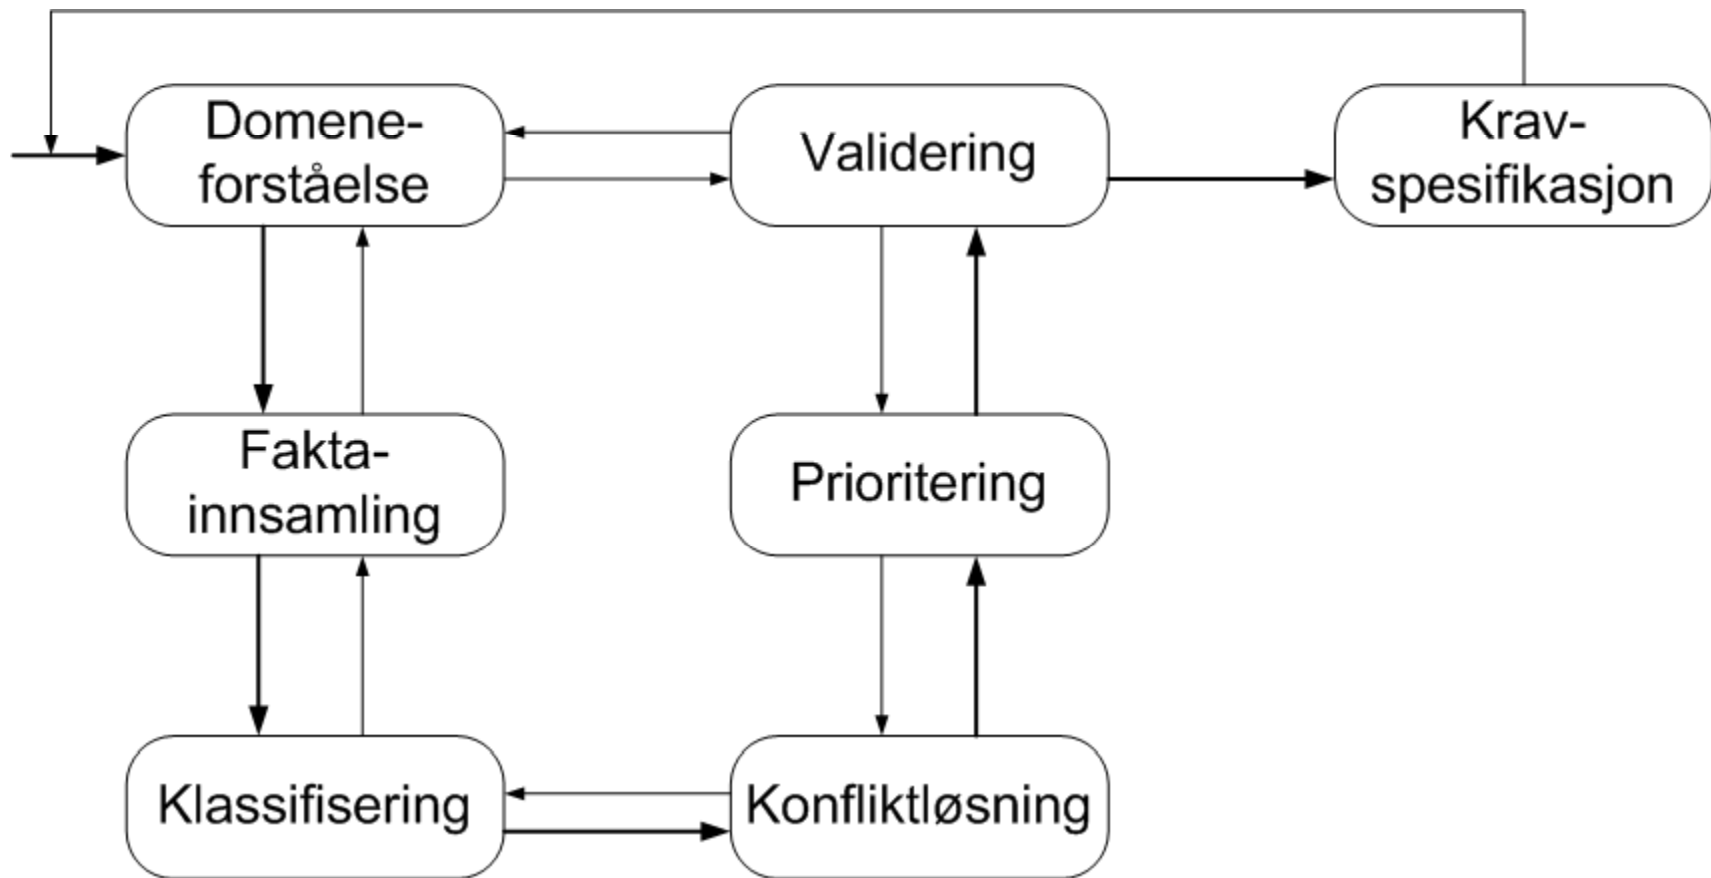 Domene-
forståelse
Validering
Krav-
spesifikasjon
Fakta-
innsamling
Prioritering
Klassifisering
Konfliktløsning